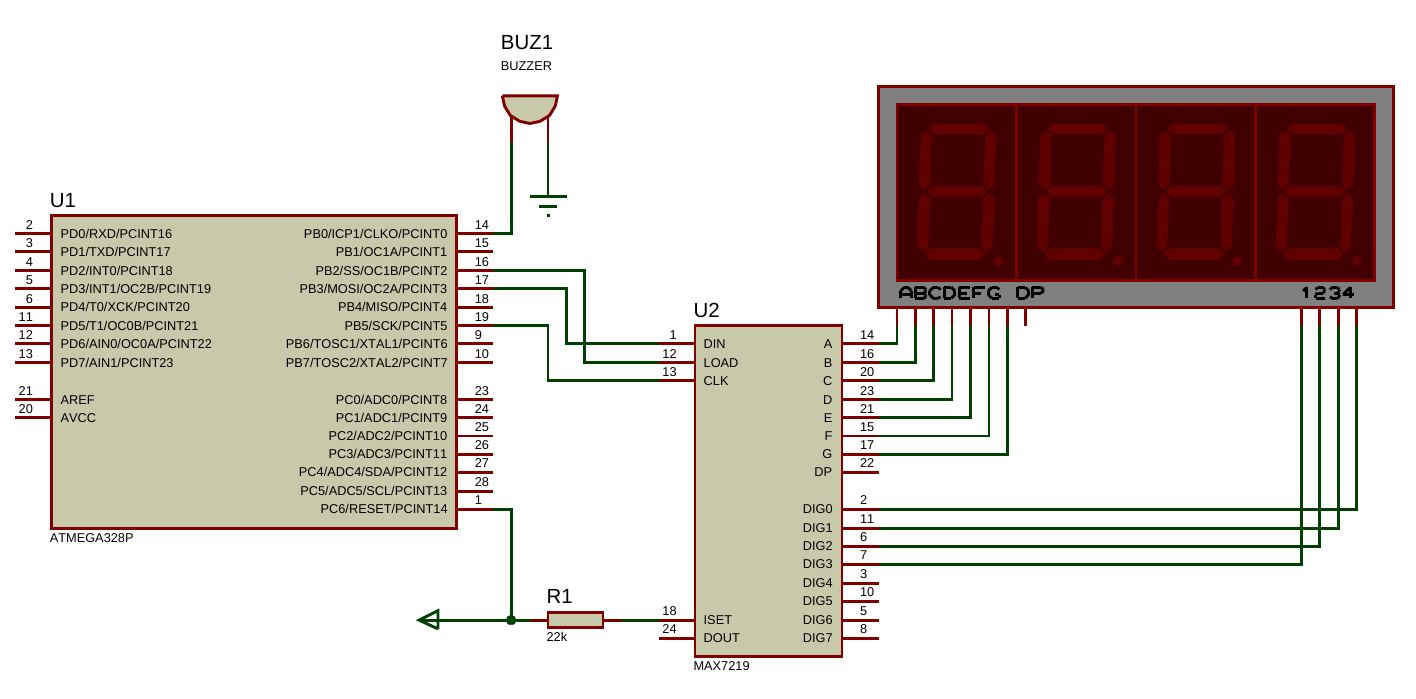 BUZ1
BUZZER
U1
2 PD0/RXD/PCINT16 PB0/ICP1/CLKO/PCINT0 14
3 PD1/TXD/PCINT17 PB1/OC1A/PCINT1 15
4 PD2/INT0/PCINT18 PB2/SS/OC1B/PCINT2 16
5 PD3/INT1/OC2B/PCINT19 PB3/MOSI/OC2A/PCINT3 17
6 PD4/T0/XCK/PCINT20 PB4/MISO/PCINT4 18
11 PD5/T1/OC0B/PCINT21 PB5/SCK/PCINT5 19
12 PD6/AIN0/OC0A/PCINT22 PB6/TOSC1/XTAL1/PCINT6 9
13 PD7/AIN1/PCINT23 PB7/TOSC2/XTAL2/PCINT7 10
21 AREF PC0/ADC0/PCINT8 23
20 AVCC PC1/ADC1/PCINT9 24
PC2/ADC2/PCINT10 25
PC3/ADC3/PCINT11 26
PC4/ADC4/SDA/PCINT12 27
PC5/ADC5/SCL/PCINT13 28
PC6/RESET/PCINT14 1
ATMEGA328P
ABCDEFG DP 1234
U2
1 DIN A 14
12 LOAD B 16
13 CLK C 20
D 23
E 21
F 15
G 17
DP 22
DIG0 2
DIG1 11
DIG2 6
DIG3 7
DIG4 3
DIG5 10
18 ISET DIG6 5
24 DOUT DIG7 8
MAX7219
R1
22k